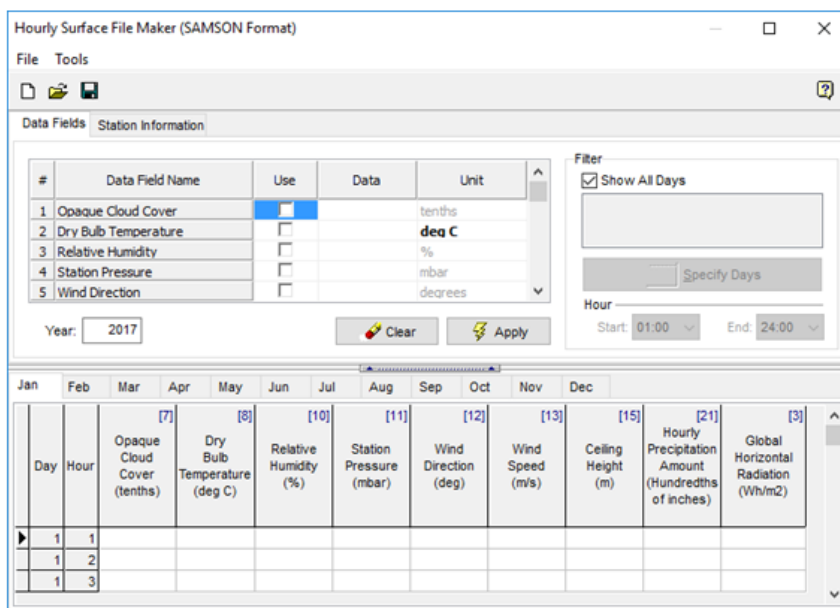 Hourly Surface File Maker (SAMSON Format)
File Tools
Data Fields Station Information
# Data Field Name Use Data Unit
1 Opaque Cloud Cover tenths
2 Dry Bulb Temperature deg C
3 Relative Humidity %
4 Station Pressure mbar
5 Wind Direction degrees
Year: 2017 Clear Apply
Filter
Show All Days
Specify Days
Hour
Start: 01:00 End: 24:00
Jan Feb Mar Apr May Jun Jul Aug Sep Oct Nov Dec
Day Hour
[7]
Opaque
Cloud
Cover
(tenths)
[8]
Dry
Bulb
Temperature
(deg C)
[10]
Relative
Humidity
(%)
[11]
Station
Pressure
(mbar)
[12]
Wind
Direction
(deg)
[13]
Wind
Speed
(m/s)
[15]
Ceiling
Height
(m)
[21]
Hourly
Precipitation
Amount
(Hundredths
of inches)
[3]
Global
Horizontal
Radiation
(Wh/m2)
1 1
1 2
1 3